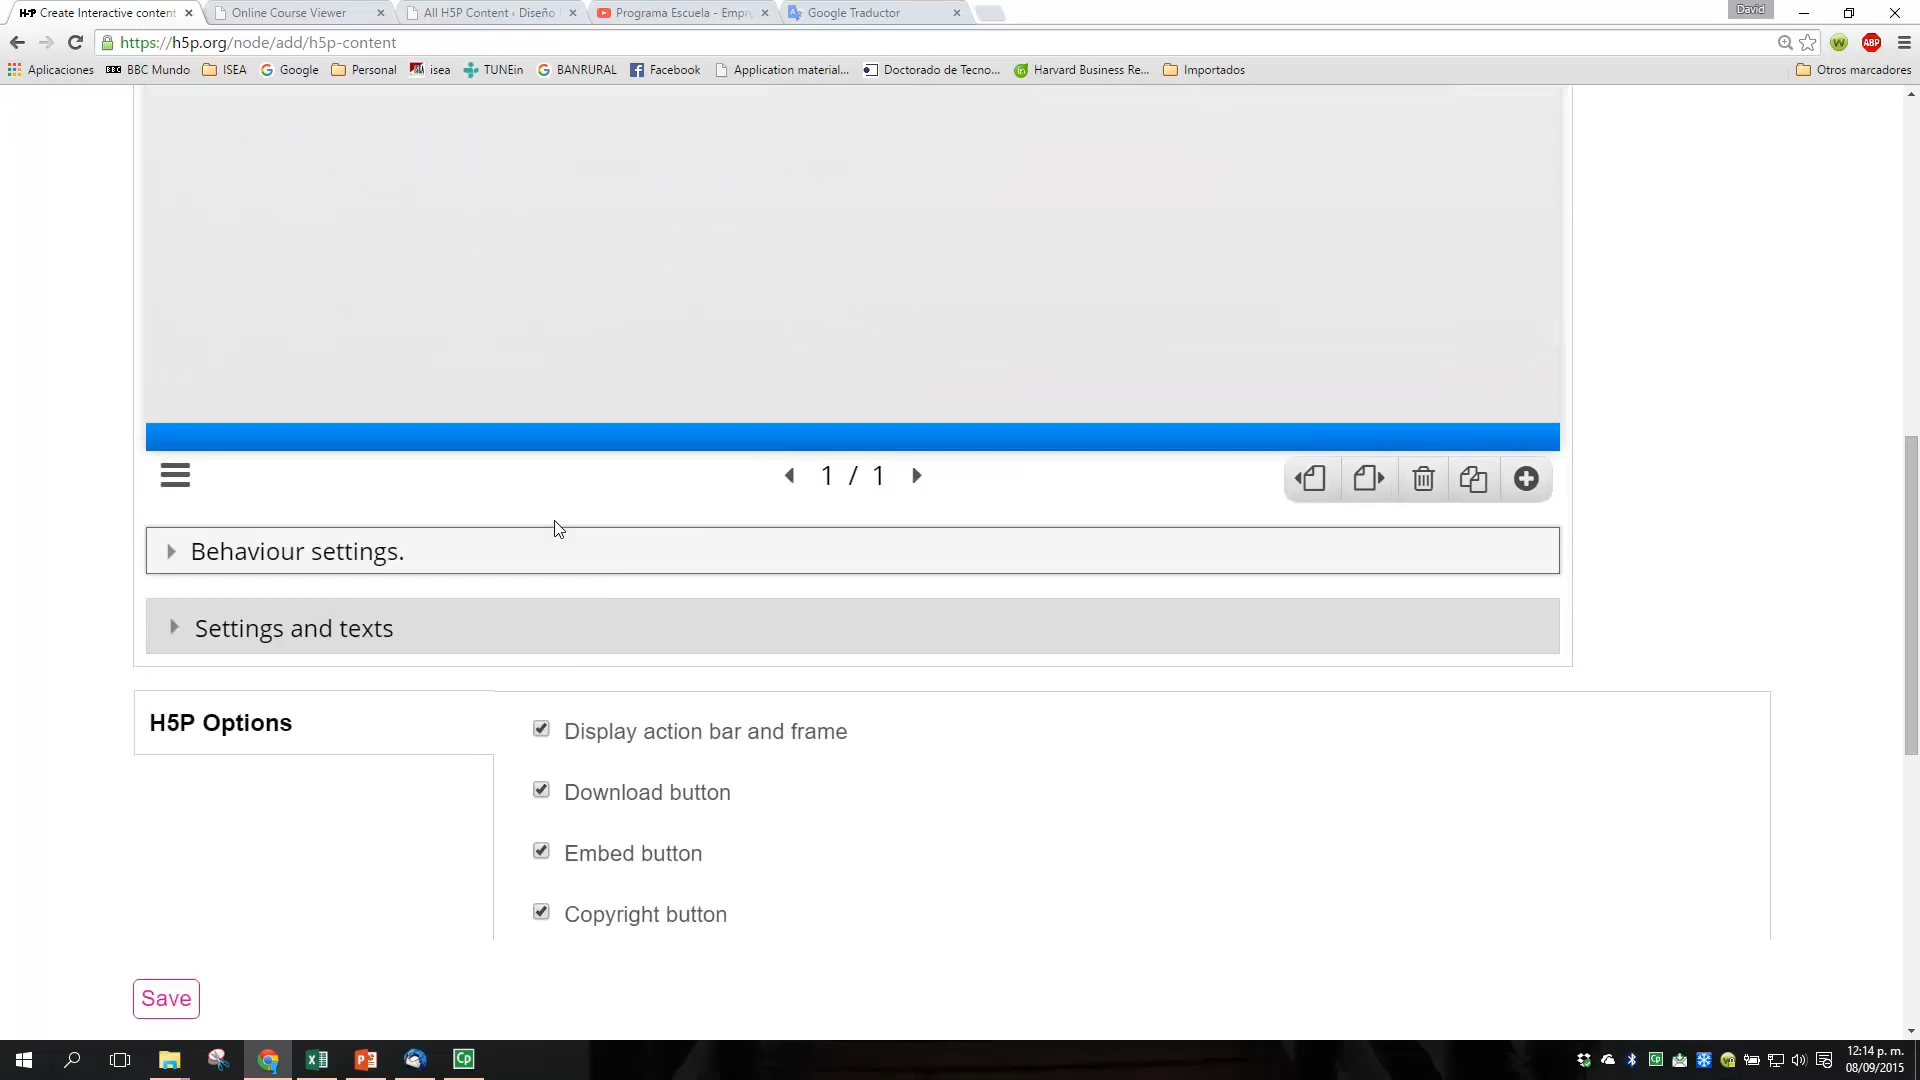 H-P Create Interactive content
Online Course Viewer
All H5P Content ‹ Diseño
Programa Escuela - Empre
Google Traductor
David
https://h5p.org/node/add/h5p-content
ABP
Aplicaciones
BBC BBC Mundo
ISEA
Google
Personal
isea
TUNEin
BANRURAL
Facebook
Application material...
Doctorado de Tecno...
Harvard Business Re...
Importados
Otros marcadores
1 / 1
Behaviour settings.
Settings and texts
H5P Options
Display action bar and frame
Download button
Embed button
Copyright button
Save
12:14 p. m.
08/09/2015